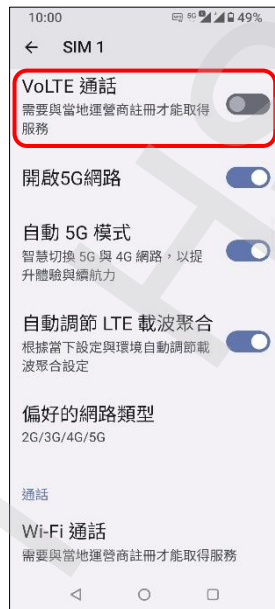 10:00 5G 49%
← SIM 1
VoLTE 通話
需要與當地運營商註冊才能取得
服務
開啟5G網路
自動 5G 模式
智慧切換 5G 與 4G 網路，以提
升體驗與續航力
自動調節 LTE 載波聚合
根據當下設定與環境自動調節載
波聚合設定
偏好的網路類型
2G/3G/4G/5G
通話
Wi-Fi 通話
需要與當地運營商註冊才能取得服務